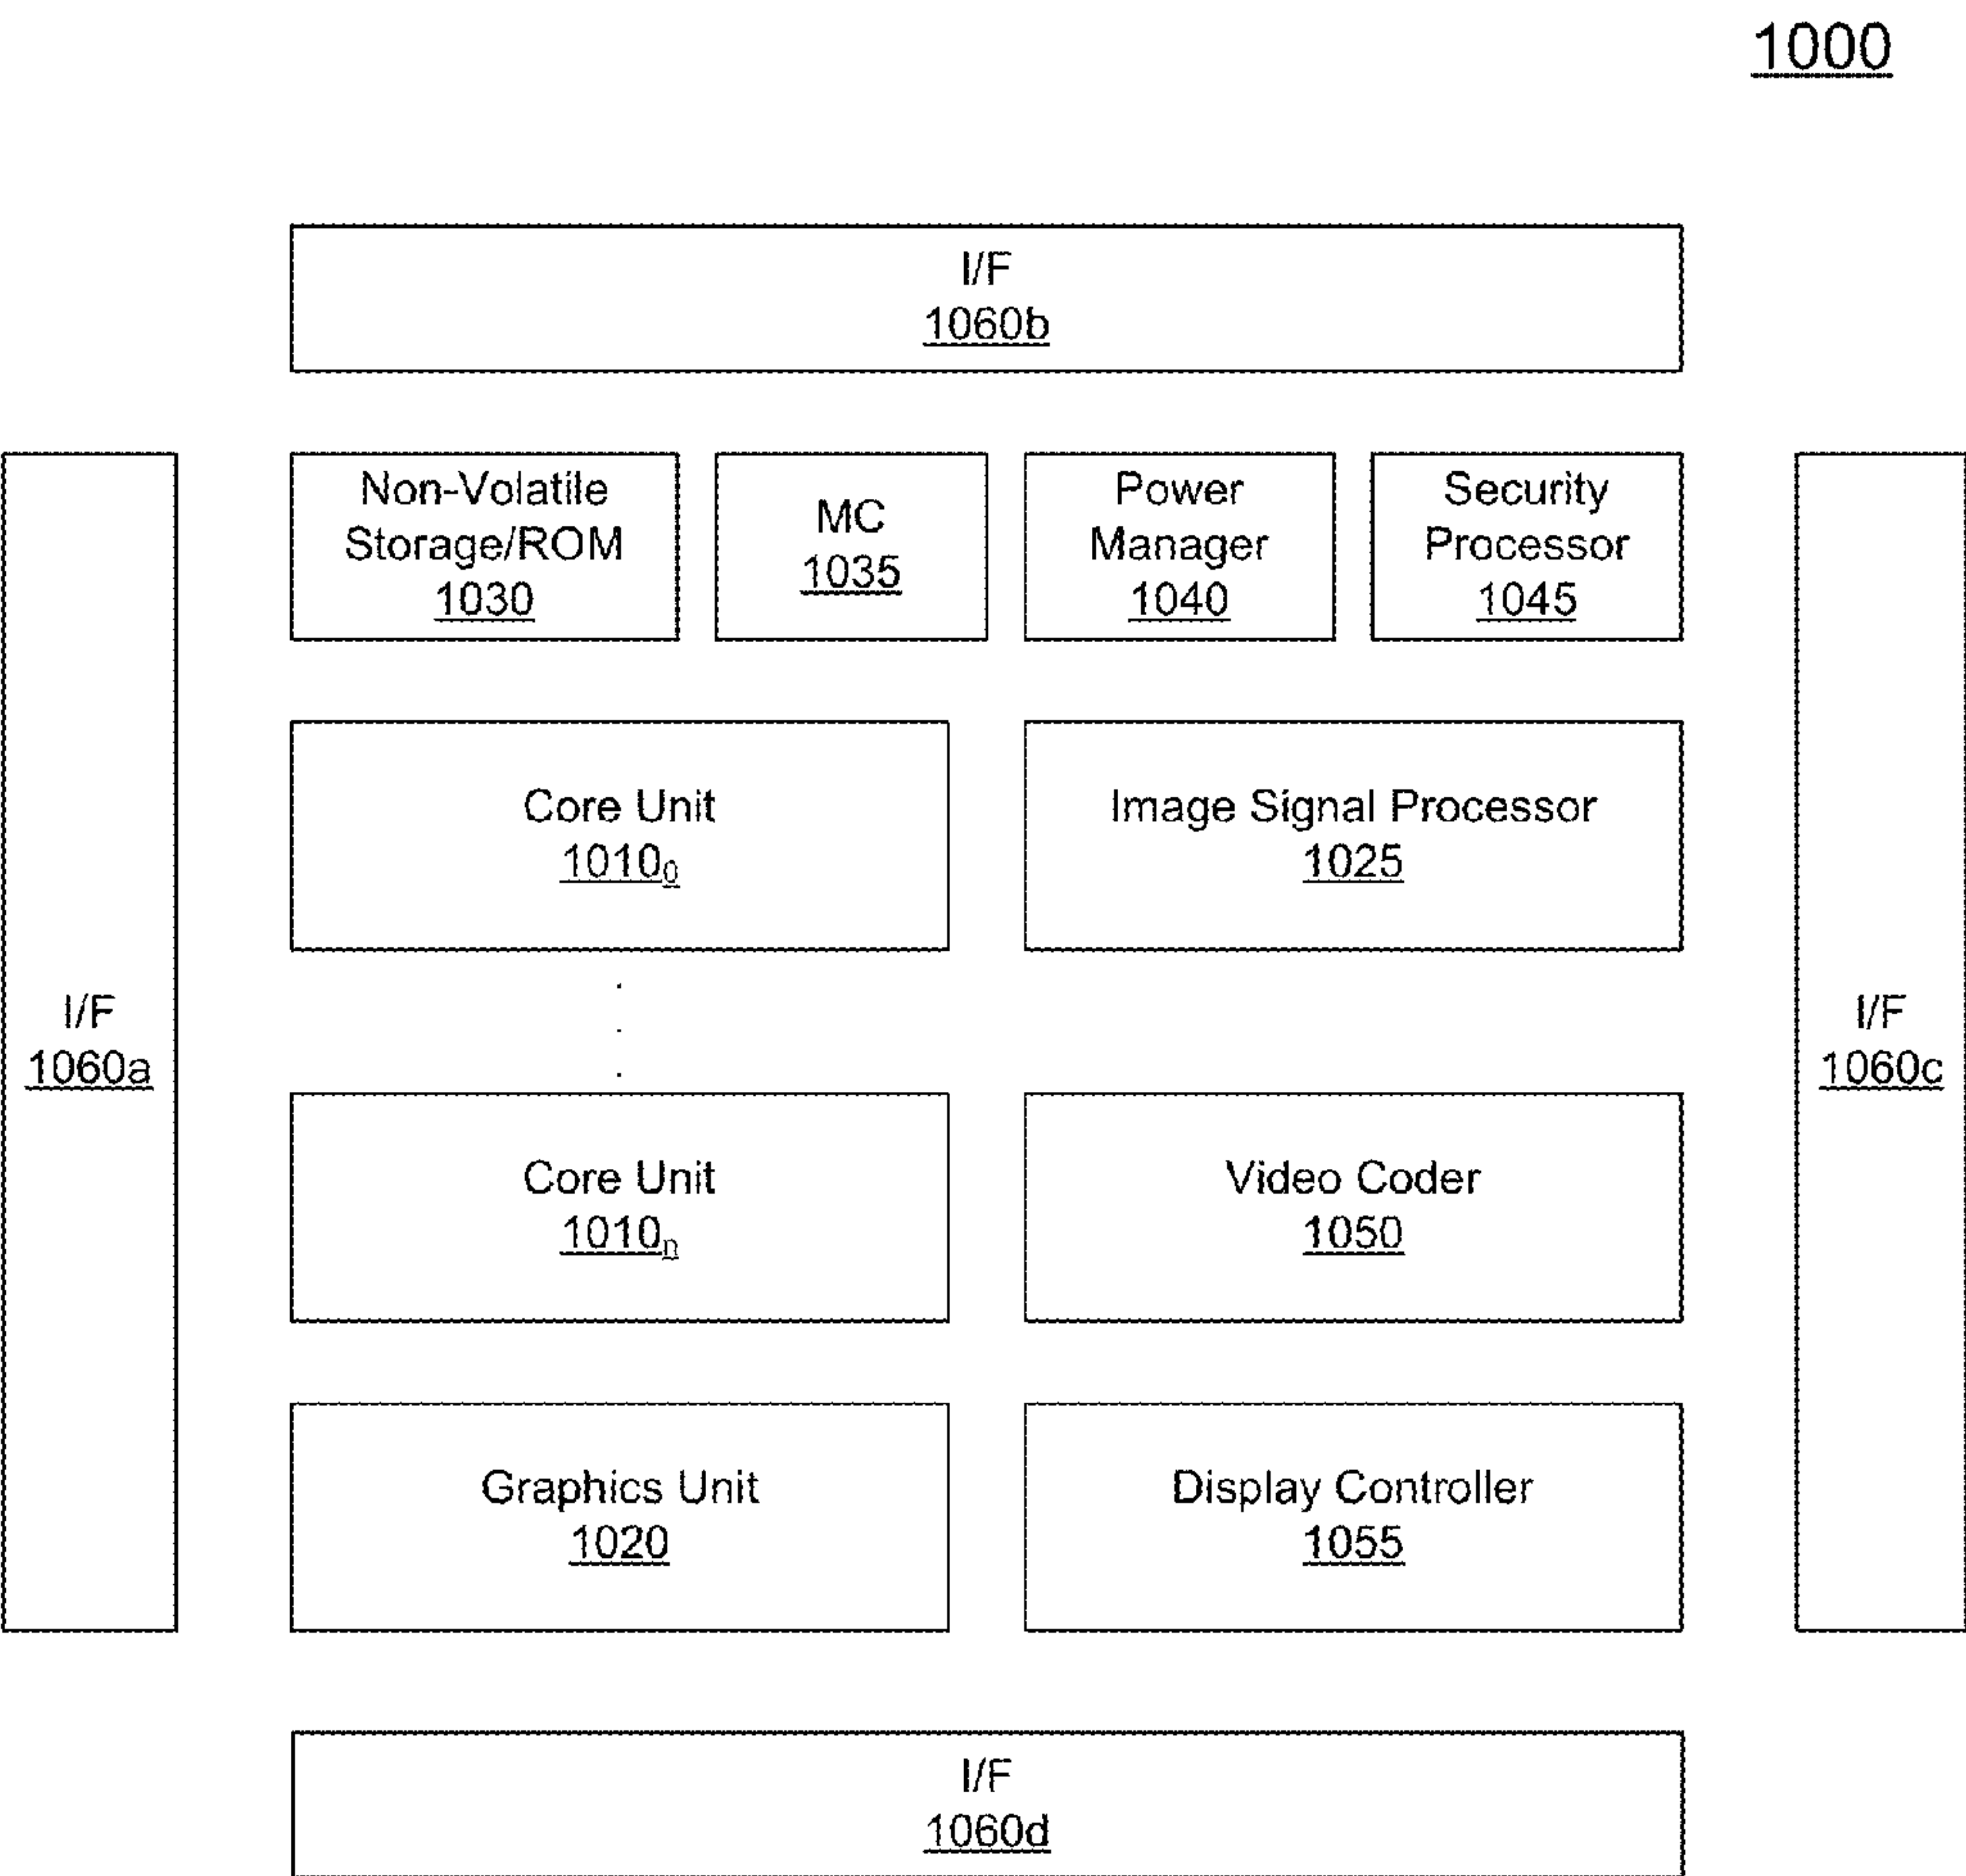 1000
I/F
1060b
Non-Volatile
Storage/ROM
1030
MC
1035
Power
Manager
1040
Security
Processor
1045
Core Unit
1010₀
Image Signal Processor
1025
I/F
1060a
I/F
1060c
Core Unit
1010ₙ
Video Coder
1050
Graphics Unit
1020
Display Controller
1055
I/F
1060d